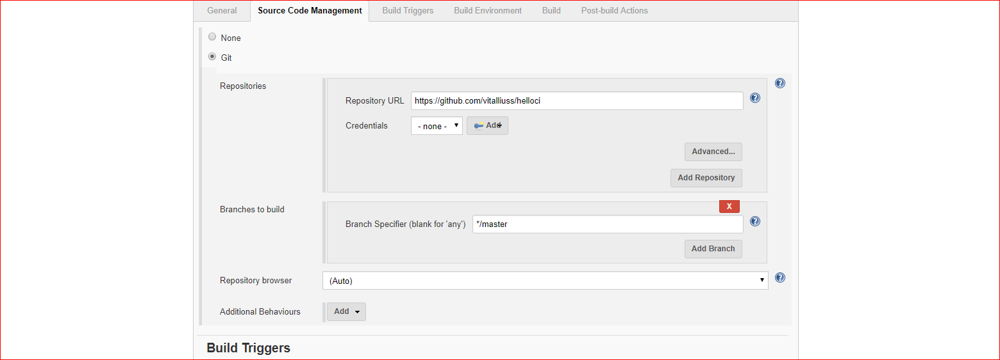 General Source Code Management Build Triggers Build Environment Build Post-build Actions
None
Git
Repositories
Repository URL https://github.com/vitalliuss/helloci
Credentials - none - Add
Advanced...
Add Repository
Branches to build
X
Branch Specifier (blank for 'any') */master
Add Branch
Repository browser (Auto)
Additional Behaviours Add
Build Triggers